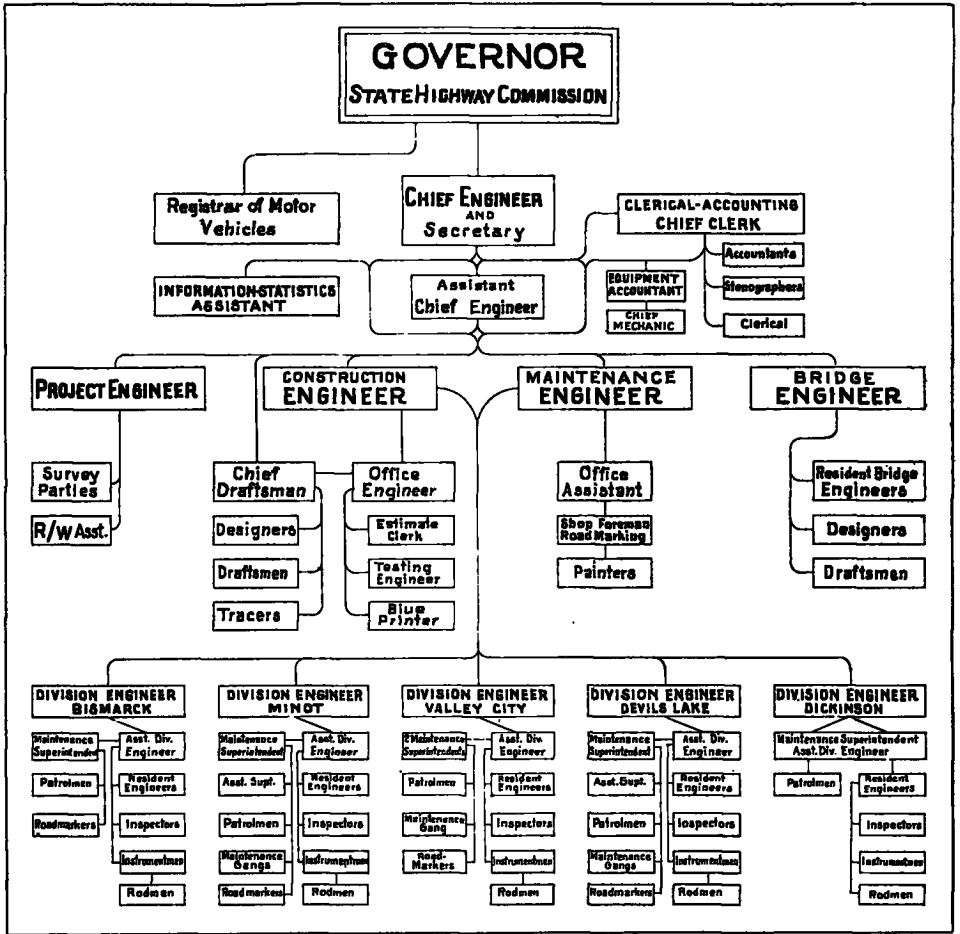 GOVERNOR
STATE HIGHWAY COMMISSION
Registrar of Motor
Vehicles
CHIEF ENGINEER
AND
Secretary
CLERICAL-ACCOUNTING
CHIEF CLERK
Accountants
Stenographers
Clerical
EQUIPMENT
ACCOUNTANT
CHIEF
MECHANIC
INFORMATION-STATISTICS
ASSISTANT
Assistant
Chief Engineer
PROJECT ENGINEER
CONSTRUCTION
ENGINEER
MAINTENANCE
ENGINEER
BRIDGE
ENGINEER
Survey
Parties
R/W Asst.
Chief
Draftsman
Designers
Draftsmen
Tracers
Office
Engineer
Estimate
Clerk
Testing
Engineer
Blue
Printer
Office
Assistant
Shop Foreman
Road Marking
Painters
Resident Bridge
Engineers
Designers
Draftsmen
DIVISION ENGINEER
BISMARCK
Maintenance
Superintendent
Patrolmen
Roadmarkers
Asst. Div.
Engineer
Resident
Engineers
Inspectors
Instrumentmen
Rodmen
DIVISION ENGINEER
MINOT
Maintenance
Superintendent
Asst. Supt.
Patrolmen
Maintenance
Gangs
Roadmarkers
Asst. Div.
Engineer
Resident
Engineers
Inspectors
Instrumentmen
Rodmen
DIVISION ENGINEER
VALLEY CITY
2 Maintenance
Superintendents
Patrolmen
Maintenance
Gang
Road-
Markers
Asst. Div.
Engineer
Resident
Engineers
Inspectors
Instrumentmen
Rodmen
DIVISION ENGINEER
DEVILS LAKE
Maintenance
Superintendent
Asst. Supt.
Patrolmen
Maintenance
Gangs
Roadmarkers
Asst. Div.
Engineer
Resident
Engineers
Inspectors
Instrumentmen
Rodmen
DIVISION ENGINEER
DICKINSON
Maintenance Superintendent
Asst. Div. Engineer
Patrolmen
Resident
Engineers
Inspectors
Instrumentmen
Rodmen